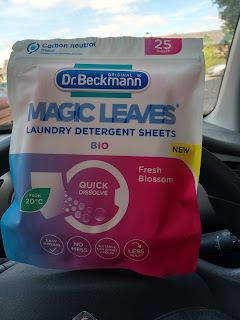 Carbon neutral
25
ORIGINAL
Dr.Beckmann
MAGIC LEAVES
LAUNDRY DETERGENT SHEETS
BIO
NEW
Fresh
Blossom
QUICK
DISSOLVE
FROM
20°C
EASY
NO
MESS
LESS